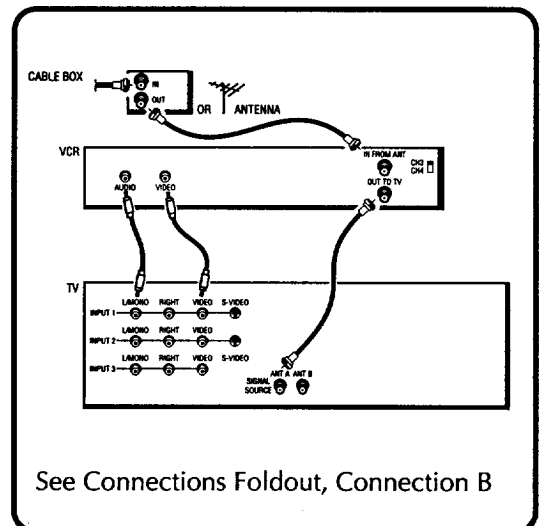 CABLE BOX
IN
OUT
OR
ANTENNA
VCR
IN FROM ANT
CH3
CH4
OUT TO TV
AUDIO
VIDEO
TV
L/MONO RIGHT VIDEO S-VIDEO
INPUT 1
L/MONO RIGHT VIDEO
INPUT 2
L/MONO RIGHT VIDEO S-VIDEO
INPUT 3
ANT A ANT B
SIGNAL
SOURCE
See Connections Foldout, Connection B